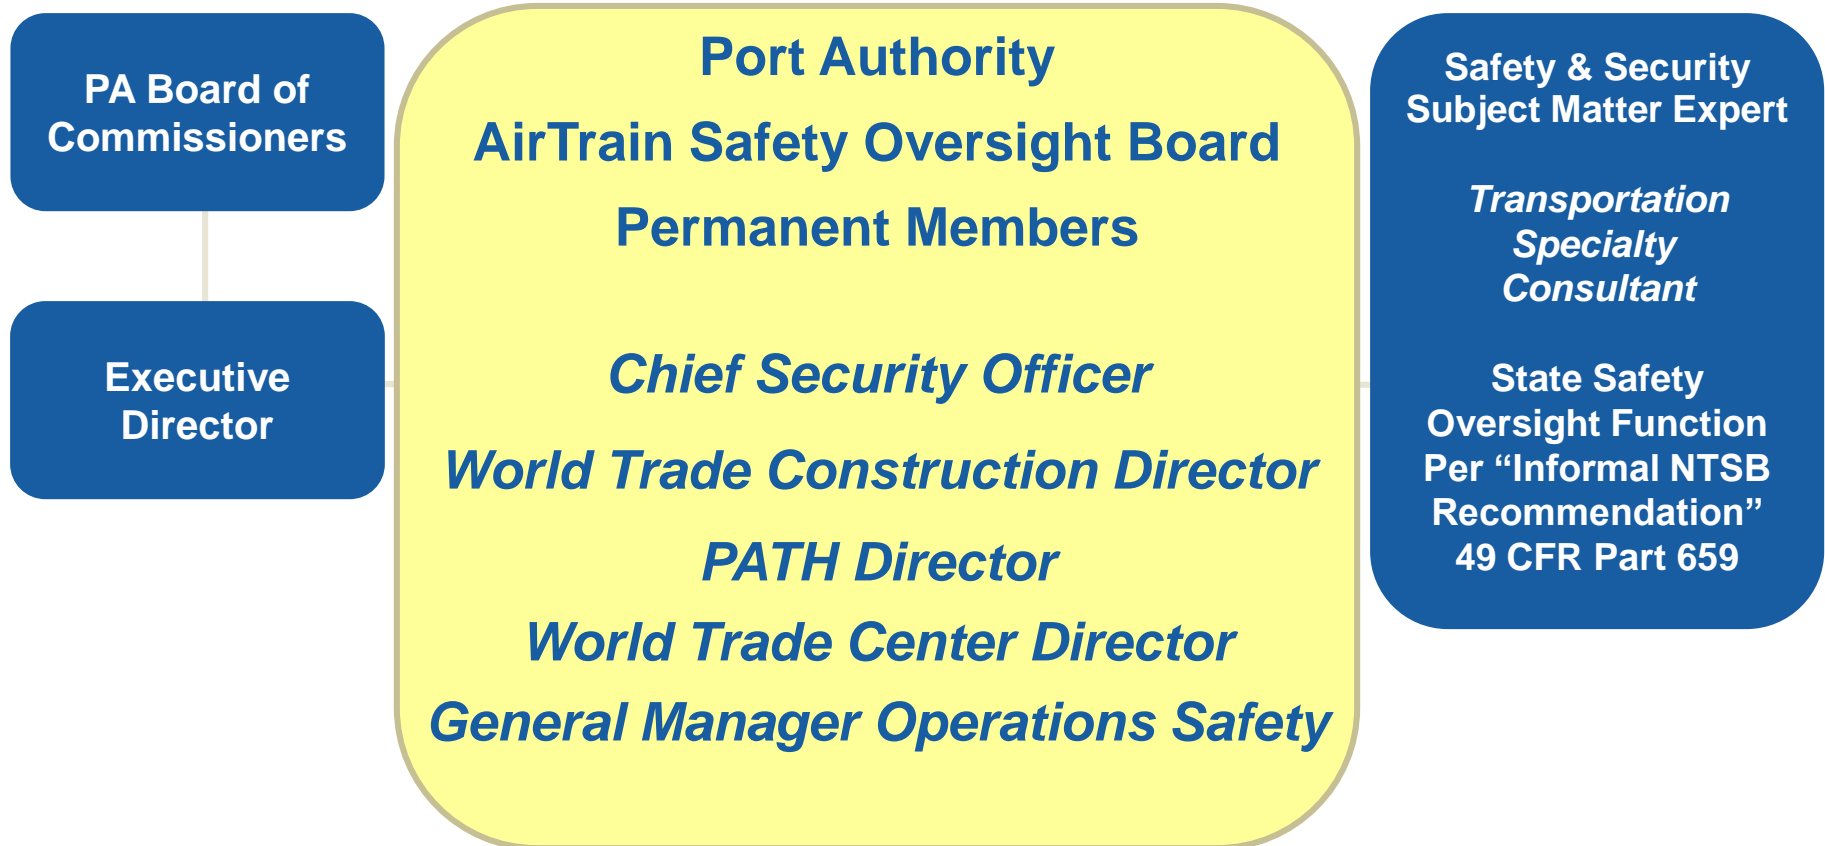 PA Board of
Commissioners
Executive
Director
Port Authority
AirTrain Safety Oversight Board
Permanent Members
Chief Security Officer
World Trade Construction Director
PATH Director
World Trade Center Director
General Manager Operations Safety
Safety & Security
Subject Matter Expert
Transportation
Specialty
Consultant
State Safety
Oversight Function
Per “Informal NTSB
Recommendation”
49 CFR Part 659